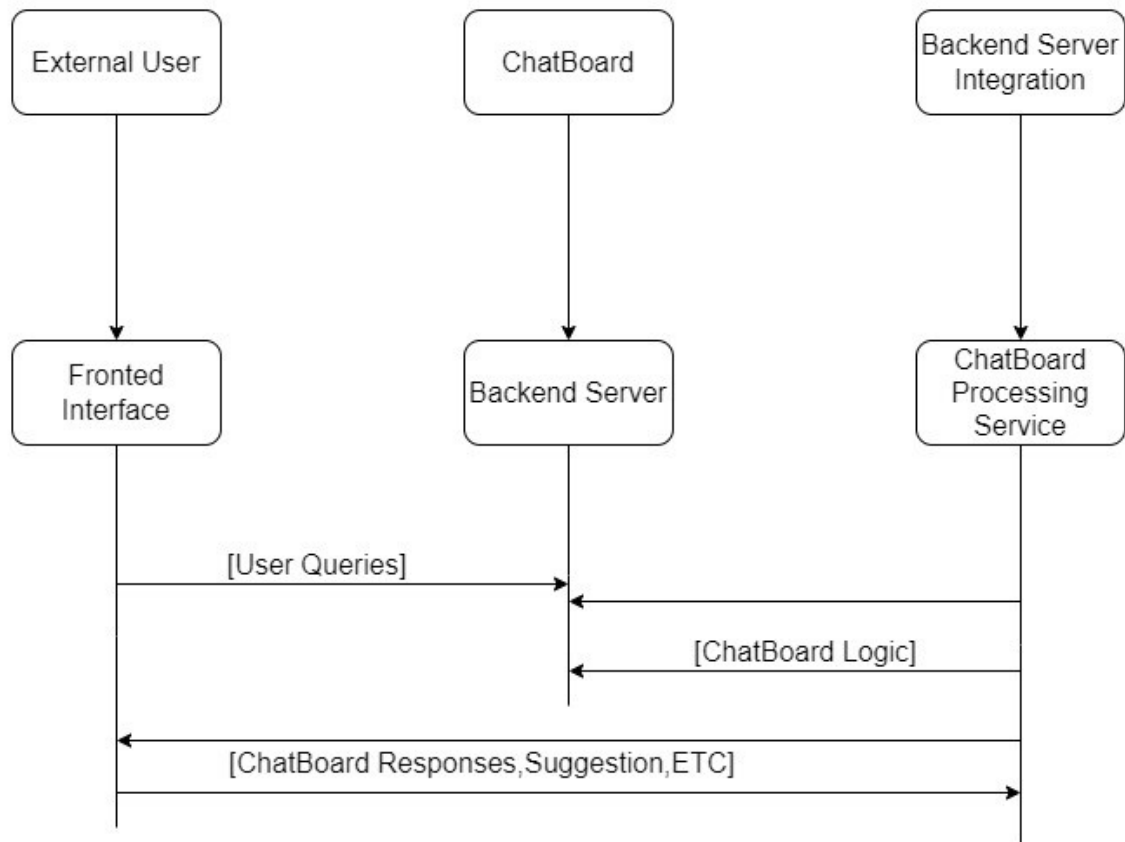 External User
ChatBoard
Backend Server
Integration
Fronted
Interface
Backend Server
ChatBoard
Processing
Service
[User Queries]
[ChatBoard Logic]
[ChatBoard Responses,Suggestion,ETC]